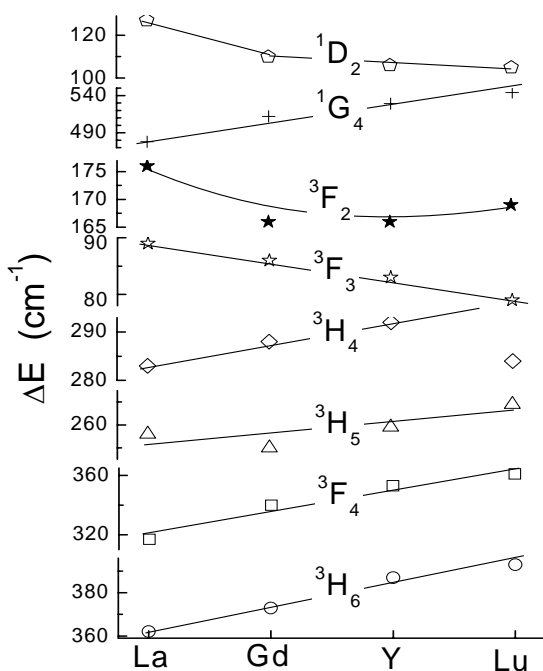 120
100
¹D₂
540
490
¹G₄
175
170
165
³F₂
90
80
³F₃
290
280
³H₄
260
³H₅
360
320
³F₄
380
360
³H₆
La Gd Y Lu
ΔE (cm⁻¹)